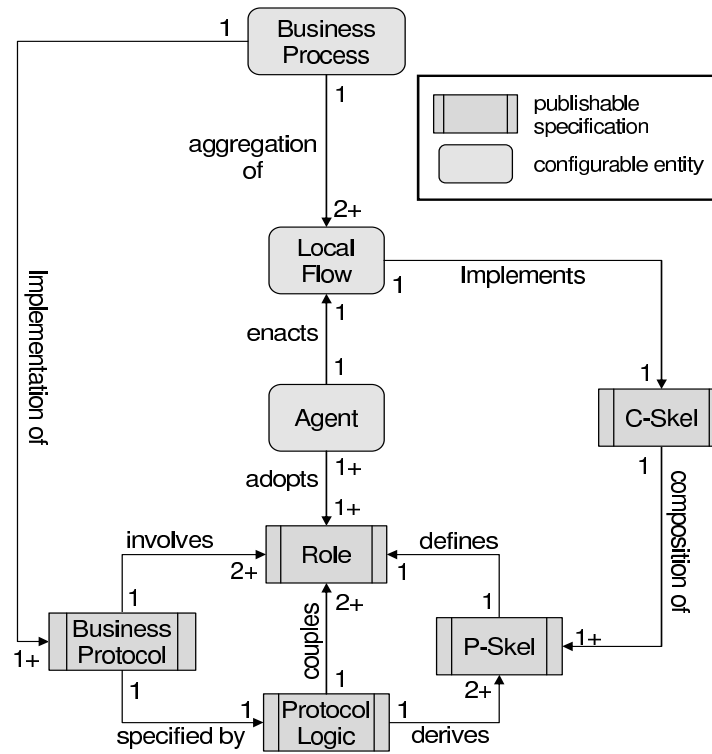 1
Business
Process
1
publishable
specification
configurable entity
aggregation
of
2+
Local
Flow
1
Implements
1
enacts
1
Implementation of
1
Agent
C-Skel
1+
1
adopts
1+
composition of
involves
Role
defines
2+
1
2+
1
1
Business
Protocol
couples
P-Skel
1+
1+
1
1
2+
1
Protocol
Logic
1
specified by
derives